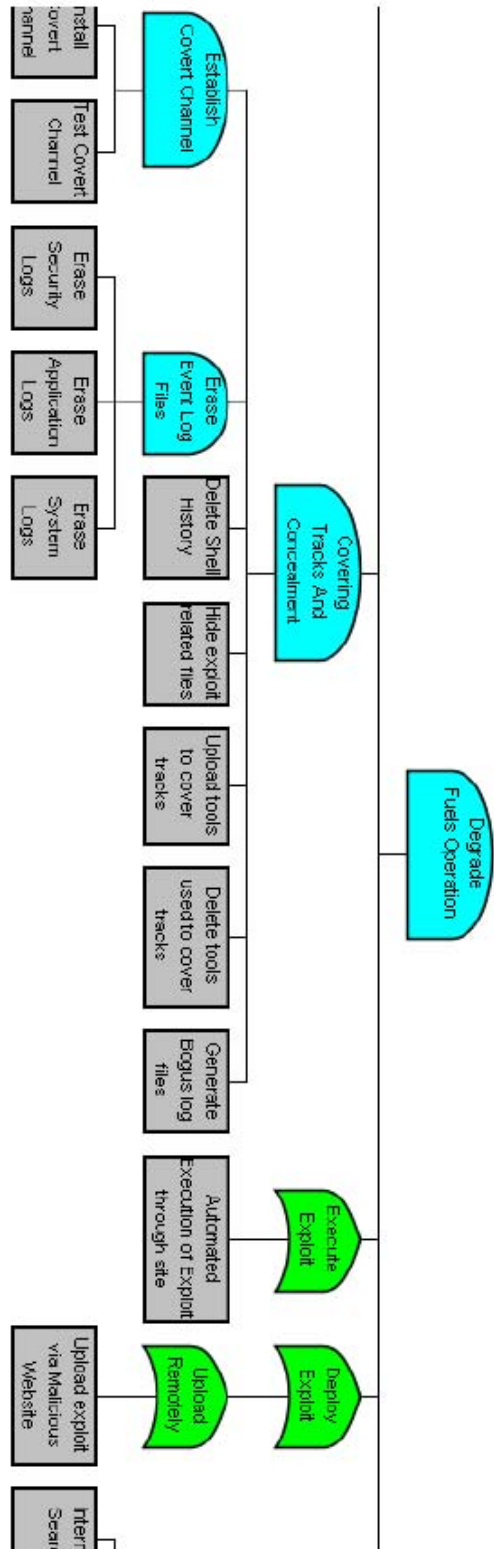 Degrade
Fuels Operation
Covering
Tracks And
Concealment
Execute
Exploit
Deploy
Exploit
Establish
Covert Channel
Erase
Event Log
Files
Delete Shell
History
Hide exploit
related files
Upload tools
to cover
tracks
Delete tools
used to cover
tracks
Generate
Bogus log
files
Automated
Execution of Exploit
through site
Upload
Remotely
Test Covert
Channel
Erase
Security
Logs
Erase
Application
Logs
Erase
System
Logs
Upload exploit
via Malicious
Website